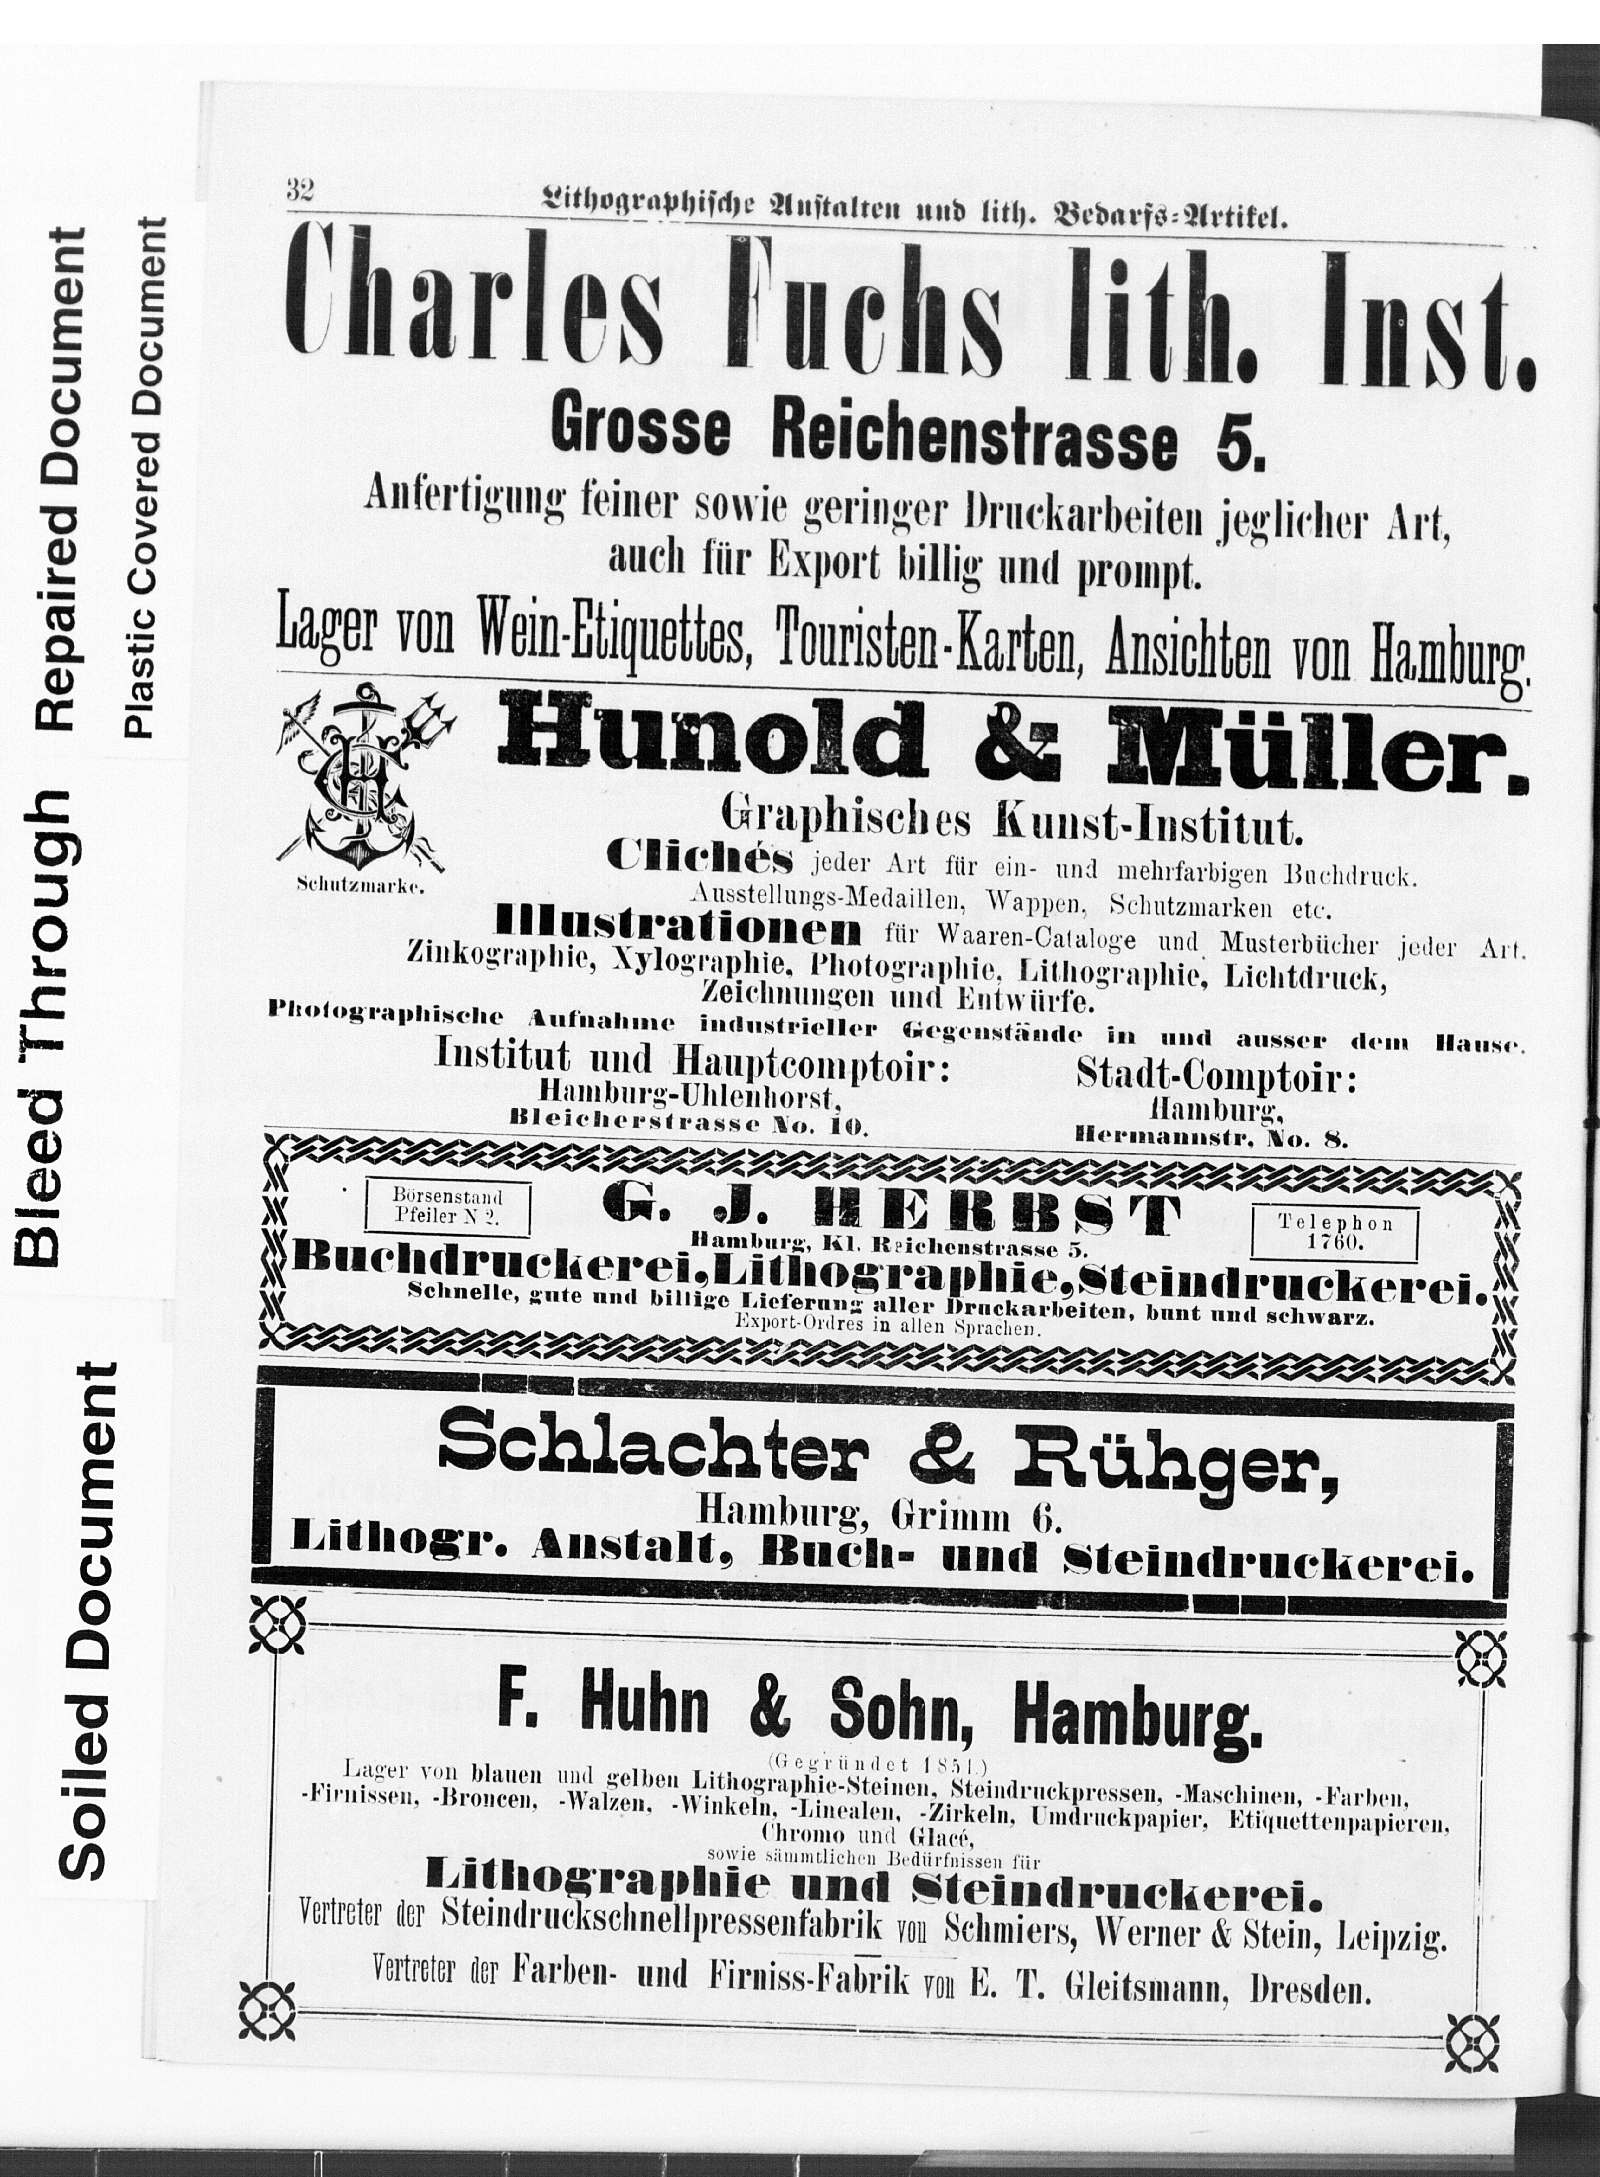 32
Lithographische Anstalten und lith. Bedarfs-Artikel.
Charles Fuchs lith. Inst.
Grosse Reichenstrasse 5.
Anfertigung feiner sowie geringer Druckarbeiten jeglicher Art,
auch für Export billig und prompt.
Lager von Wein-Etiquettes, Touristen-Karten, Ansichten von Hamburg.
Hunold & Müller.
Graphisches Kunst-Institut.
Clichés jeder Art für ein- und mehrfarbigen Buchdruck.
Schutzmarke.
Ausstellungs-Medaillen, Wappen, Schutzmarken etc.
Illustrationen für Waaren-Cataloge und Musterbücher jeder Art.
Zinkographie, Xylographie, Photographie, Lithographie, Lichtdruck,
Zeichnungen und Entwürfe.
Photographische Aufnahme industrieller Gegenstände in und ausser dem Hause.
Institut und Hauptcomptoir:
Hamburg-Uhlenhorst,
Bleicherstrasse No. 10.
Stadt-Comptoir:
Hamburg,
Hermannstr, No. 8.
Börsenstand
Pfeiler N 2.
G. J. HERBST
Telephon
1760.
Hamburg, Kl. Reichenstrasse 5.
Buchdruckerei, Lithographie, Steindruckerei.
Schnelle, gute und billige Lieferung aller Druckarbeiten, bunt und schwarz.
Export-Ordres in allen Sprachen.
Schlachter & Rühger,
Hamburg, Grimm 6.
Lithogr. Anstalt, Buch- und Steindruckerei.
F. Huhn & Sohn, Hamburg.
(Gegründet 1851.)
Lager von blauen und gelben Lithographie-Steinen, Steindruckpressen, -Maschinen, -Farben,
-Firnissen, -Broncen, -Walzen, -Winkeln, -Linealen, -Zirkeln, Umdruckpapier, Etiquettenpapieren,
Chromo und Glacé,
sowie sämmtlichen Bedürfnissen für
Lithographie und Steindruckerei.
Vertreter der Steindruckschnellpressenfabrik von Schmiers, Werner & Stein, Leipzig.
Vertreter der Farben- und Firniss-Fabrik von E. T. Gleitsmann, Dresden.
Repaired Document
Plastic Covered Document
Bleed Through
Soiled Document